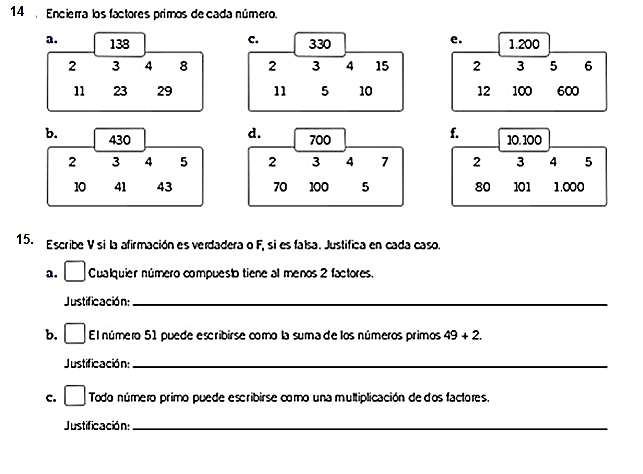 14 . Encierra los factores primos de cada número.
a. 138
2 3 4 8
11 23 29
c. 330
2 3 4 15
11 5 10
e. 1.200
2 3 5 6
12 100 600
b. 430
2 3 4 5
10 41 43
d. 700
2 3 4 7
70 100 5
f. 10.100
2 3 4 5
80 101 1.000
15. Escribe V si la afirmación es verdadera o F, si es falsa. Justifica en cada caso.
a. Cualquier número compuesto tiene al menos 2 factores.
Justificación:
b. El número 51 puede escribirse como la suma de los números primos 49 + 2.
Justificación:
c. Todo número primo puede escribirse como una multiplicación de dos factores.
Justificación: